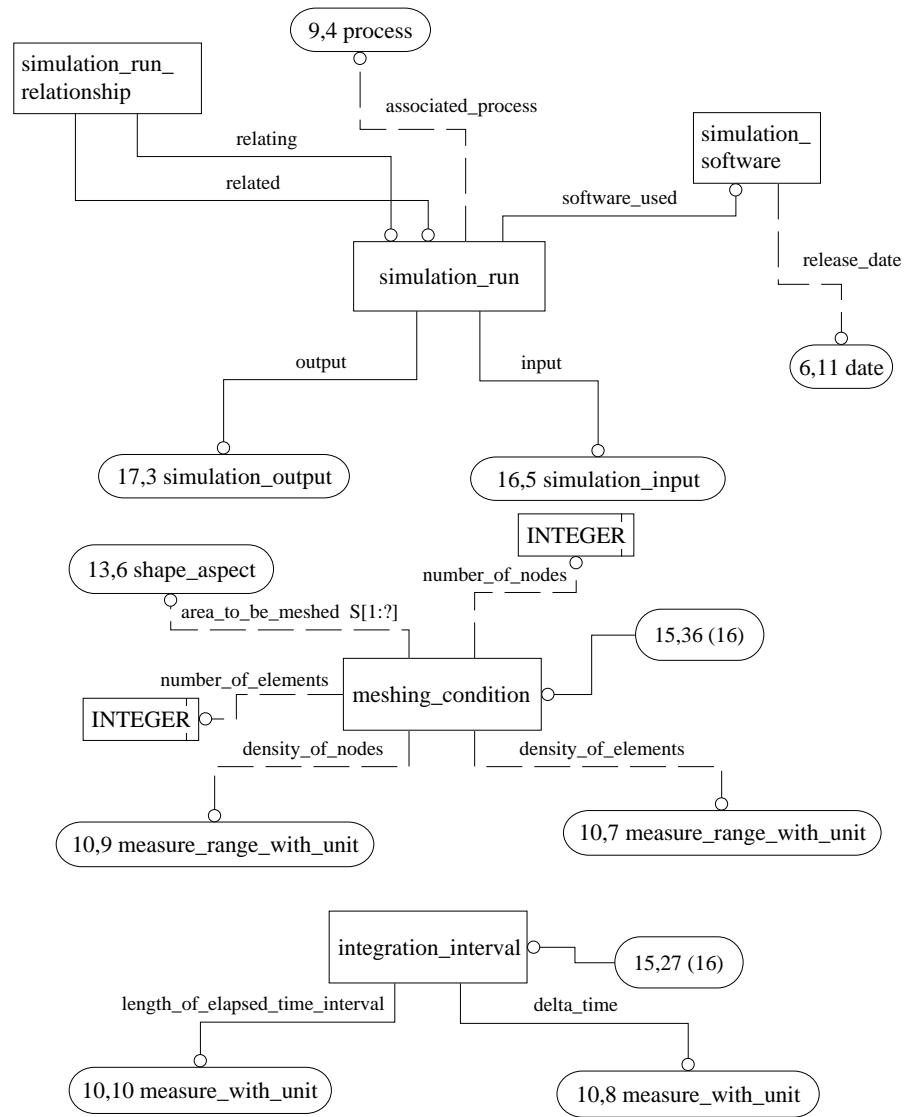 9,4 process
simulation_run_
relationship
associated_process
simulation_
software
relating
related
software_used
simulation_run
release_date
output
input
6,11 date
17,3 simulation_output
16,5 simulation_input
INTEGER
13,6 shape_aspect
number_of_nodes
area_to_be_meshed S[1:?]
15,36 (16)
number_of_elements
meshing_condition
INTEGER
density_of_nodes
density_of_elements
10,9 measure_range_with_unit
10,7 measure_range_with_unit
integration_interval
15,27 (16)
length_of_elapsed_time_interval
delta_time
10,10 measure_with_unit
10,8 measure_with_unit